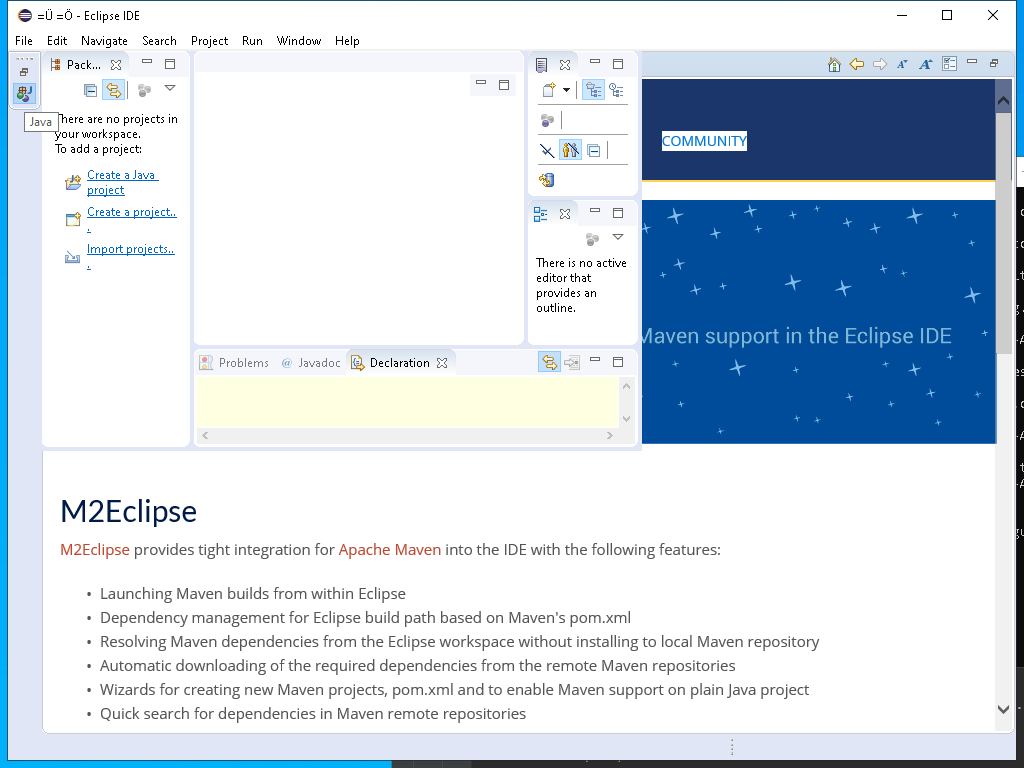 =Ü =Ö - Eclipse IDE
File Edit Navigate Search Project Run Window Help
Pack...
Java
There are no projects in
your workspace.
To add a project:
Create a Java
project
Create a project..
.
Import projects..
.
There is no active
editor that
provides an
outline.
Problems @ Javadoc Declaration
COMMUNITY
Maven support in the Eclipse IDE
M2Eclipse
M2Eclipse provides tight integration for Apache Maven into the IDE with the following features:
• Launching Maven builds from within Eclipse
• Dependency management for Eclipse build path based on Maven's pom.xml
• Resolving Maven dependencies from the Eclipse workspace without installing to local Maven repository
• Automatic downloading of the required dependencies from the remote Maven repositories
• Wizards for creating new Maven projects, pom.xml and to enable Maven support on plain Java project
• Quick search for dependencies in Maven remote repositories